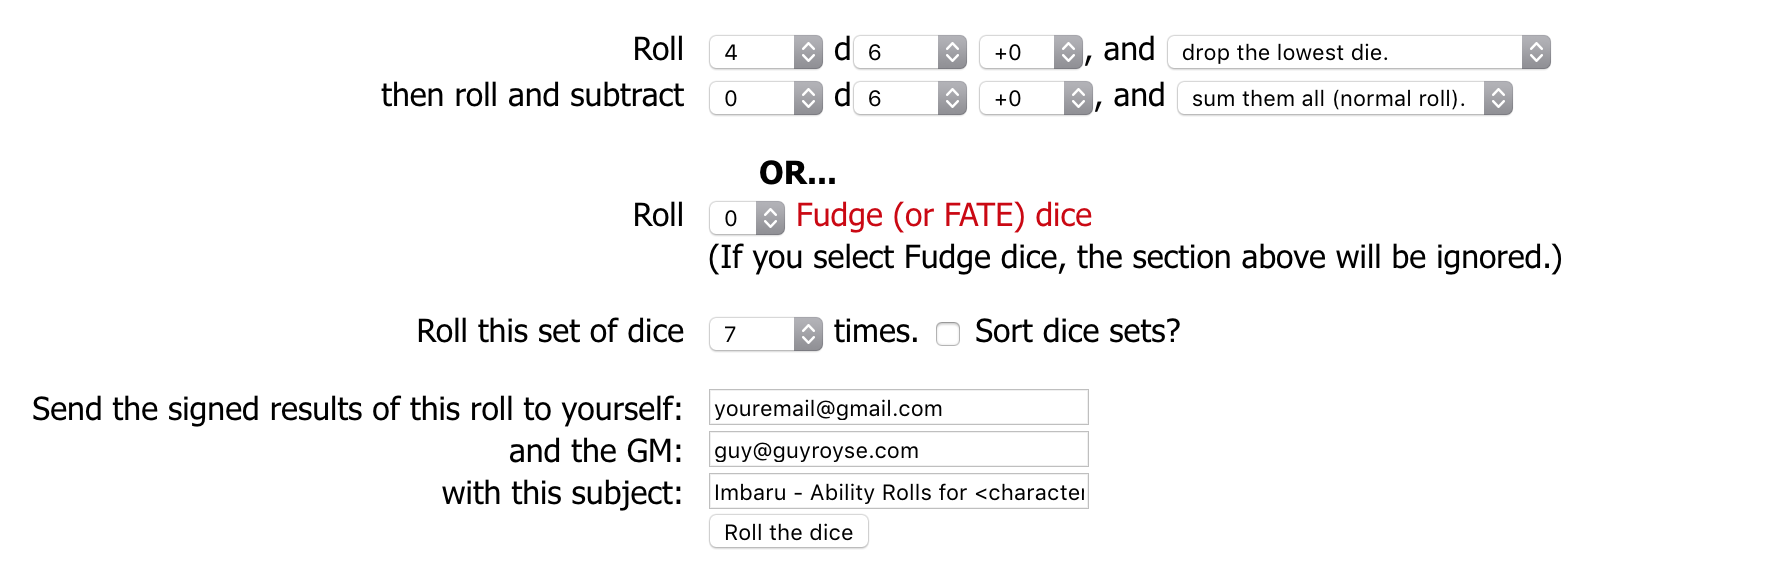 Roll 4 d 6 +0 , and drop the lowest die.
then roll and subtract 0 d 6 +0 , and sum them all (normal roll).
OR...
Roll 0 Fudge (or FATE) dice
(If you select Fudge dice, the section above will be ignored.)
Roll this set of dice 7 times. Sort dice sets?
Send the signed results of this roll to yourself: youremail@gmail.com
and the GM: guy@guyroyse.com
with this subject: Imbaru - Ability Rolls for <character
Roll the dice